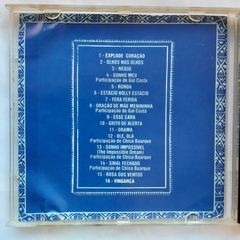 1 - EXPLODE CORAÇÃO
2 - OLHOS NOS OLHOS
3 - NEGUE
4 - SONHO MEU
Participação de Gal Costa
5 - RONDA
6 - ESTÁCIO HOLLY ESTÁCIO
7 - FERA FERIDA
8 - ORAÇÃO DE MÃE MENININHA
Participação de Gal Costa
9 - ESSE CARA
10 - GRITO DE ALERTA
11 - DRAMA
12 - OLÊ, OLÁ
Participação de Chico Buarque
13 - SONHO IMPOSSÍVEL
(The Impossible Dream)
Participação de Chico Buarque
14 - SINAL FECHADO
Participação de Chico Buarque
15 - ROSA DOS VENTOS
16 - VINGANÇA